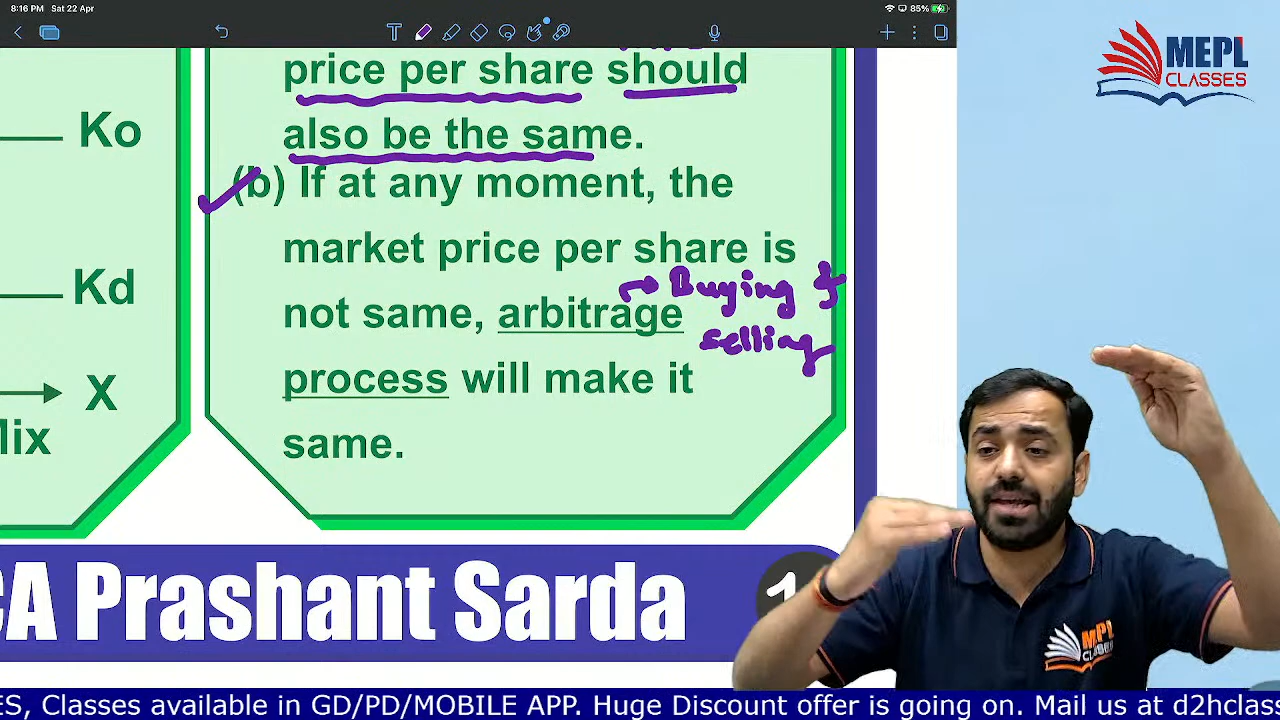 8:16 PM Sat 22 Apr
85%
T
MEPL
CLASSES
price per share should
also be the same.
Ko
(b) If at any moment, the
market price per share is
Kd
Buying &
not same, arbitrage
selling
process will make it
X
Mix
same.
CA Prashant Sarda
1
MEPL
ES, Classes available in GD/PD/MOBILE APP. Huge Discount offer is going on. Mail us at